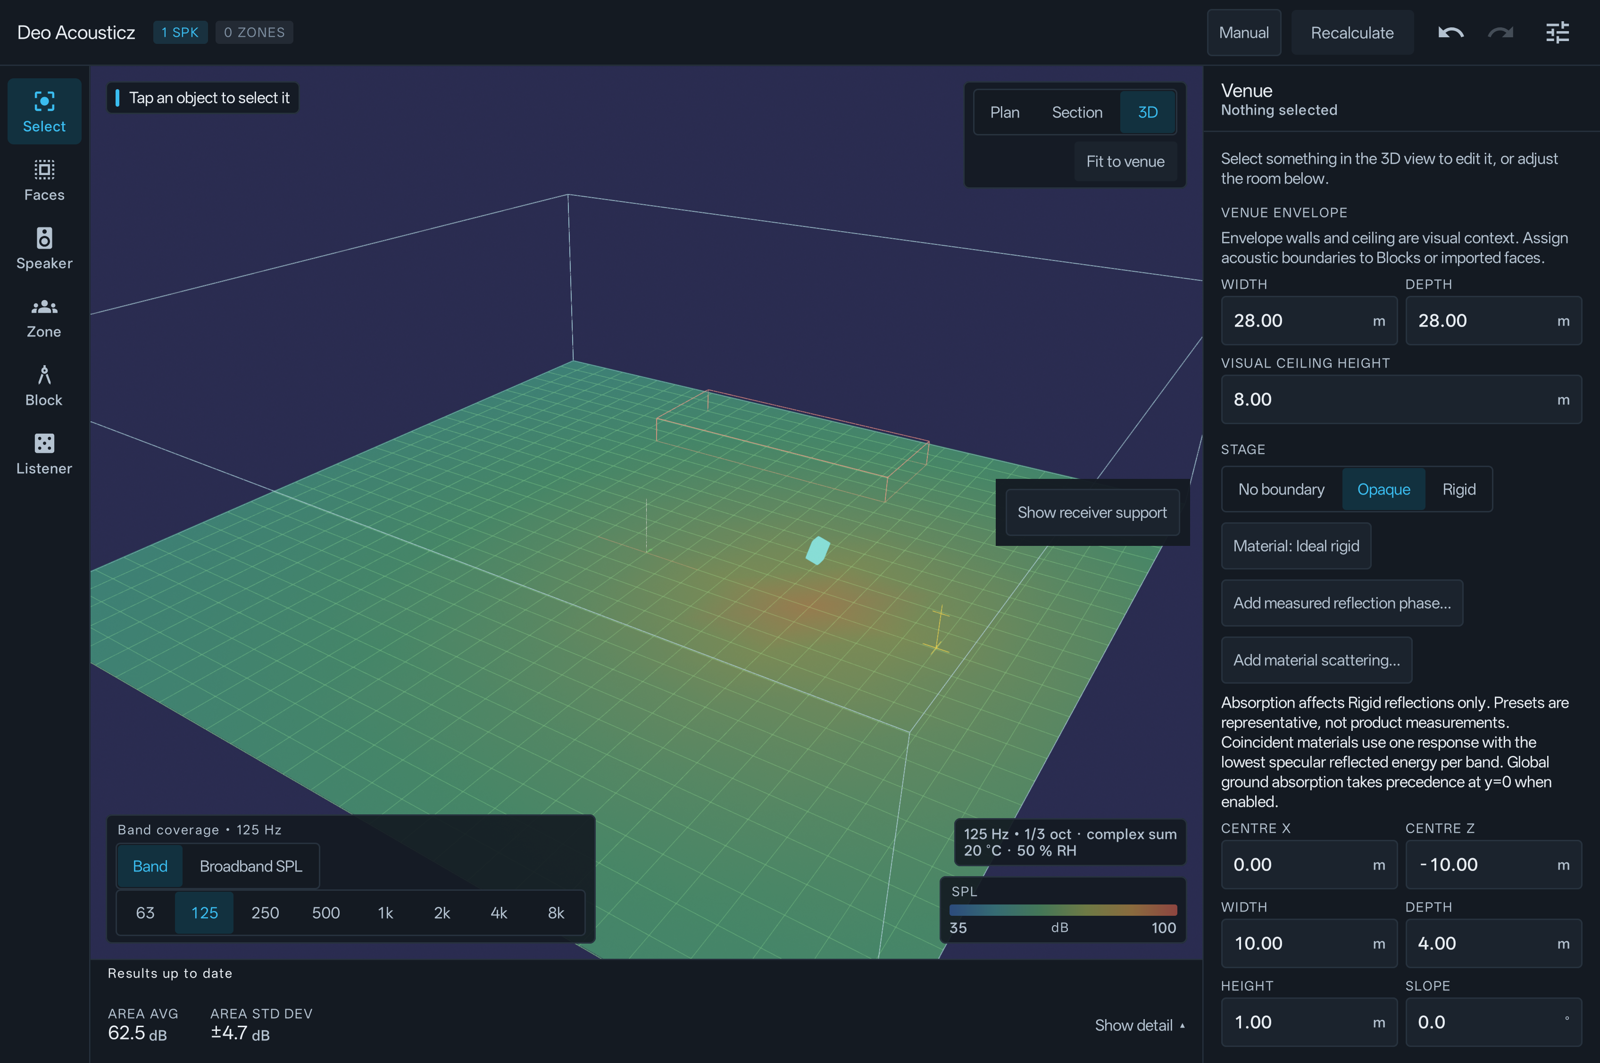 Deo Acousticz
1 SPK
0 ZONES
Manual
Recalculate
Select
Faces
Speaker
Zone
Block
Listener
Tap an object to select it
Plan
Section
3D
Fit to venue
Show receiver support
Band coverage • 125 Hz
Band
Broadband SPL
63
125
250
500
1k
2k
4k
8k
125 Hz • 1/3 oct · complex sum
20 °C · 50 % RH
SPL
35
dB
100
Results up to date
AREA AVG
62.5 dB
AREA STD DEV
±4.7 dB
Show detail ▴
Venue
Nothing selected
Select something in the 3D view to edit it, or adjust
the room below.
VENUE ENVELOPE
Envelope walls and ceiling are visual context. Assign
acoustic boundaries to Blocks or imported faces.
WIDTH
28.00 m
DEPTH
28.00 m
VISUAL CEILING HEIGHT
8.00 m
STAGE
No boundary
Opaque
Rigid
Material: Ideal rigid
Add measured reflection phase...
Add material scattering...
Absorption affects Rigid reflections only. Presets are
representative, not product measurements.
Coincident materials use one response with the
lowest specular reflected energy per band. Global
ground absorption takes precedence at y=0 when
enabled.
CENTRE X
0.00 m
CENTRE Z
-10.00 m
WIDTH
10.00 m
DEPTH
4.00 m
HEIGHT
1.00 m
SLOPE
0.0 °